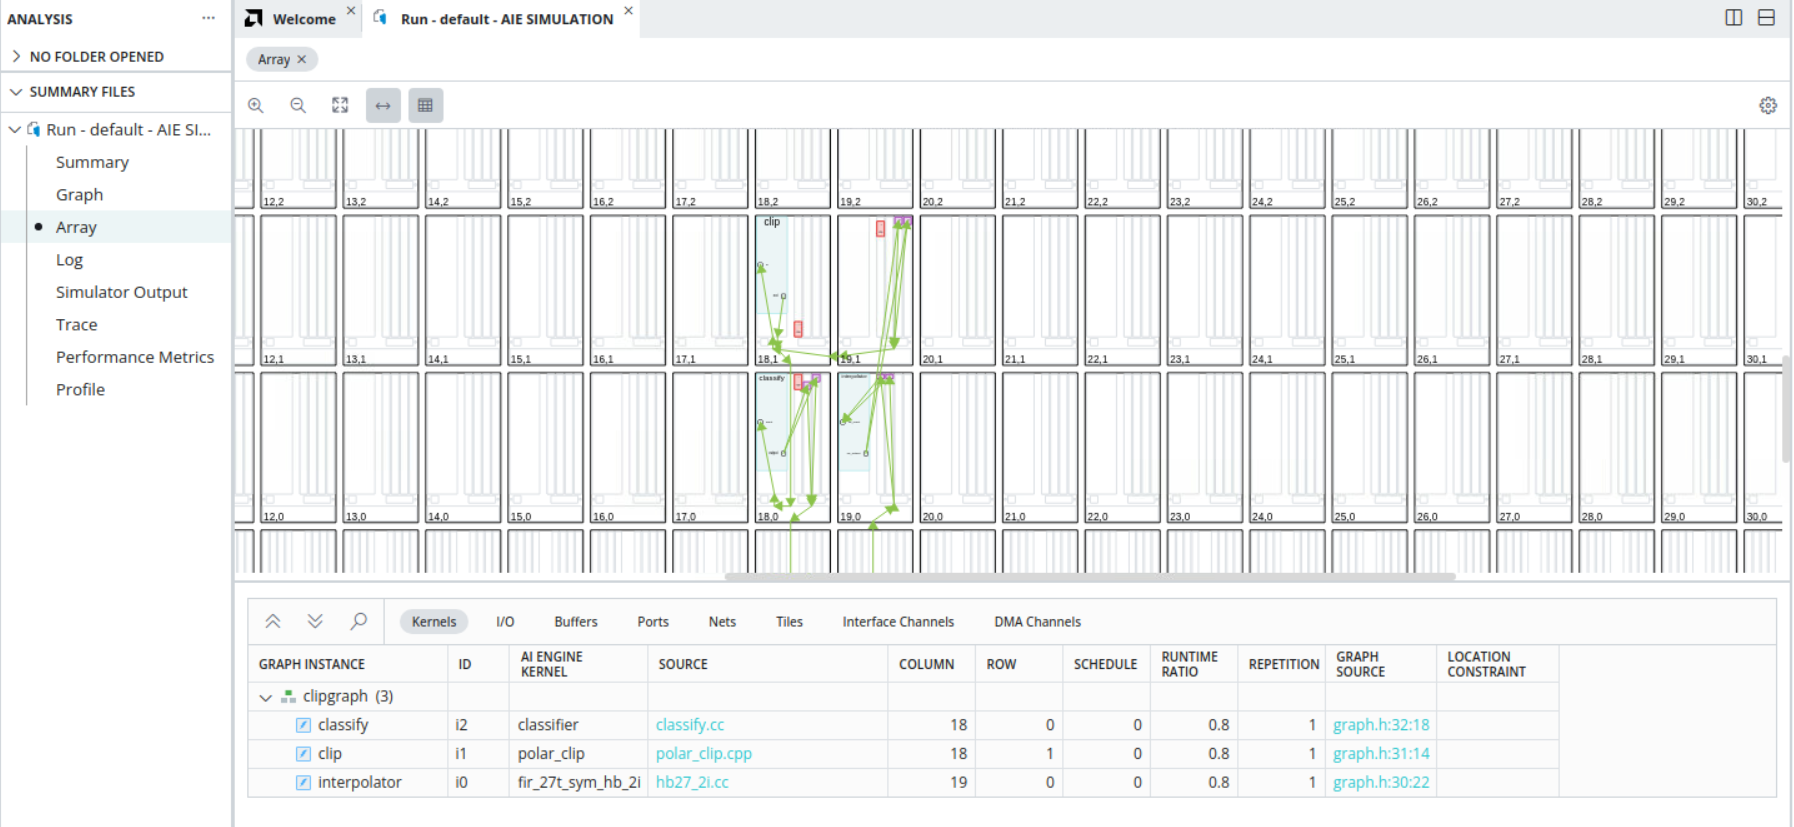 ANALYSIS
···
NO FOLDER OPENED
SUMMARY FILES
Run - default - AIE SI...
Summary
Graph
Array
Log
Simulator Output
Trace
Performance Metrics
Profile
Welcome
Run - default - AIE SIMULATION
Array
12,2 13,2 14,2 15,2 16,2 17,2 18,2 19,2 20,2 21,2 22,2 23,2 24,2 25,2 26,2 27,2 28,2 29,2 30,2
clip
12,1 13,1 14,1 15,1 16,1 17,1 18,1 19,1 20,1 21,1 22,1 23,1 24,1 25,1 26,1 27,1 28,1 29,1 30,1
classify interpolator
12,0 13,0 14,0 15,0 16,0 17,0 18,0 19,0 20,0 21,0 22,0 23,0 24,0 25,0 26,0 27,0 28,0 29,0 30,0
Kernels I/O Buffers Ports Nets Tiles Interface Channels DMA Channels
GRAPH INSTANCE ID AI ENGINE KERNEL SOURCE COLUMN ROW SCHEDULE RUNTIME RATIO REPETITION GRAPH SOURCE LOCATION CONSTRAINT
clipgraph (3)
classify i2 classifier classify.cc 18 0 0 0.8 1 graph.h:32:18
clip i1 polar_clip polar_clip.cpp 18 1 0 0.8 1 graph.h:31:14
interpolator i0 fir_27t_sym_hb_2i hb27_2i.cc 19 0 0 0.8 1 graph.h:30:22